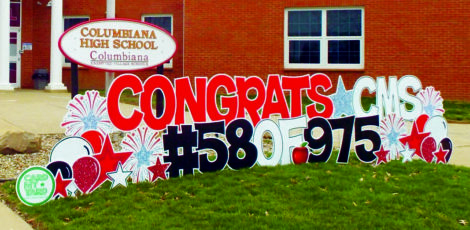 COLUMBIANA
HIGH SCHOOL
Columbiana
CONGRATS CMS
#58 OF 975